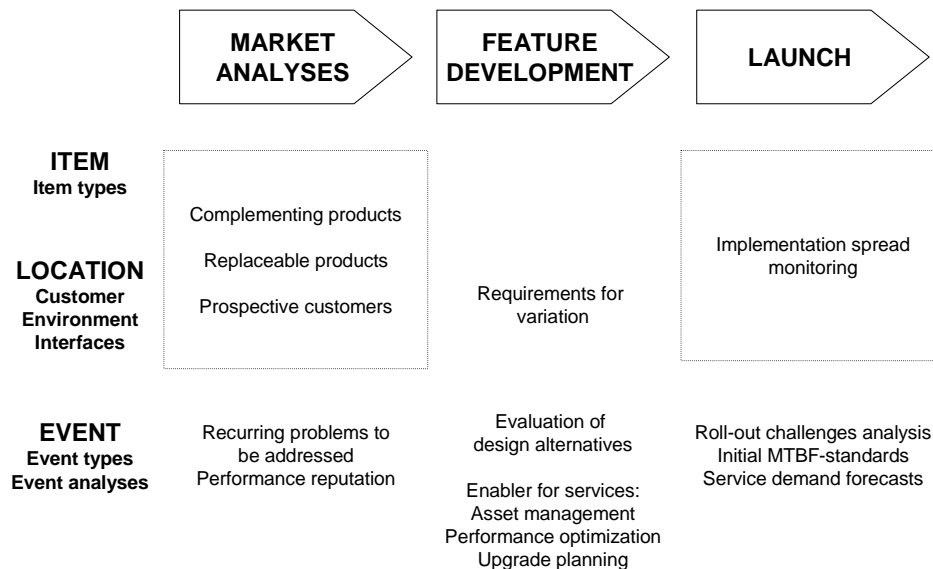 MARKET
ANALYSES
FEATURE
DEVELOPMENT
LAUNCH
ITEM
Item types
Complementing products
Replaceable products
Prospective customers
Implementation spread
monitoring
LOCATION
Customer
Environment
Interfaces
Requirements for
variation
EVENT
Event types
Event analyses
Recurring problems to
be addressed
Performance reputation
Evaluation of
design alternatives
Enabler for services:
Asset management
Performance optimization
Upgrade planning
Roll-out challenges analysis
Initial MTBF-standards
Service demand forecasts